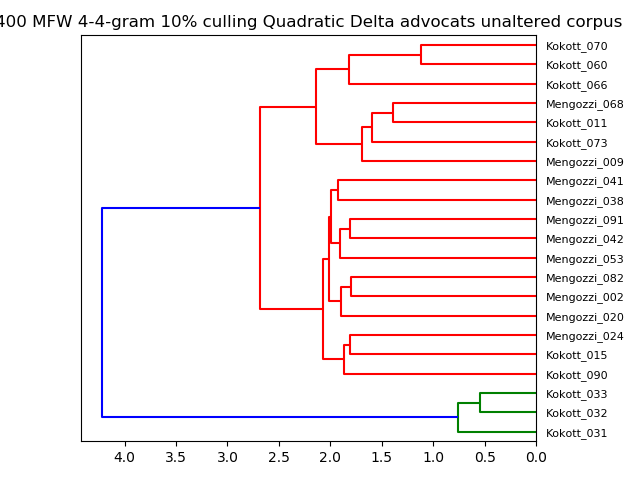 400 MFW 4-4-gram 10% culling Quadratic Delta advocats unaltered corpus
Kokott_070
Kokott_060
Kokott_066
Mengozzi_068
Kokott_011
Kokott_073
Mengozzi_009
Mengozzi_041
Mengozzi_038
Mengozzi_091
Mengozzi_042
Mengozzi_053
Mengozzi_082
Mengozzi_002
Mengozzi_020
Mengozzi_024
Kokott_015
Kokott_090
Kokott_033
Kokott_032
Kokott_031
4.0 3.5 3.0 2.5 2.0 1.5 1.0 0.5 0.0